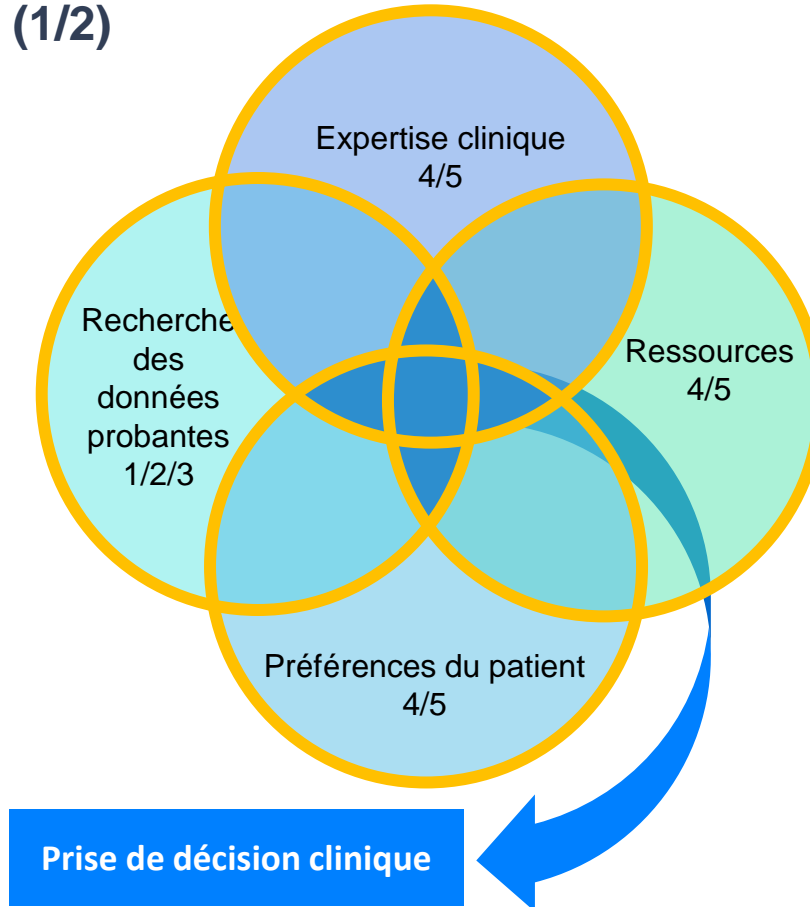 (1/2)
Expertise clinique
4/5
Recherche
des
données
probantes
1/2/3
Ressources
4/5
Préférences du patient
4/5
Prise de décision clinique